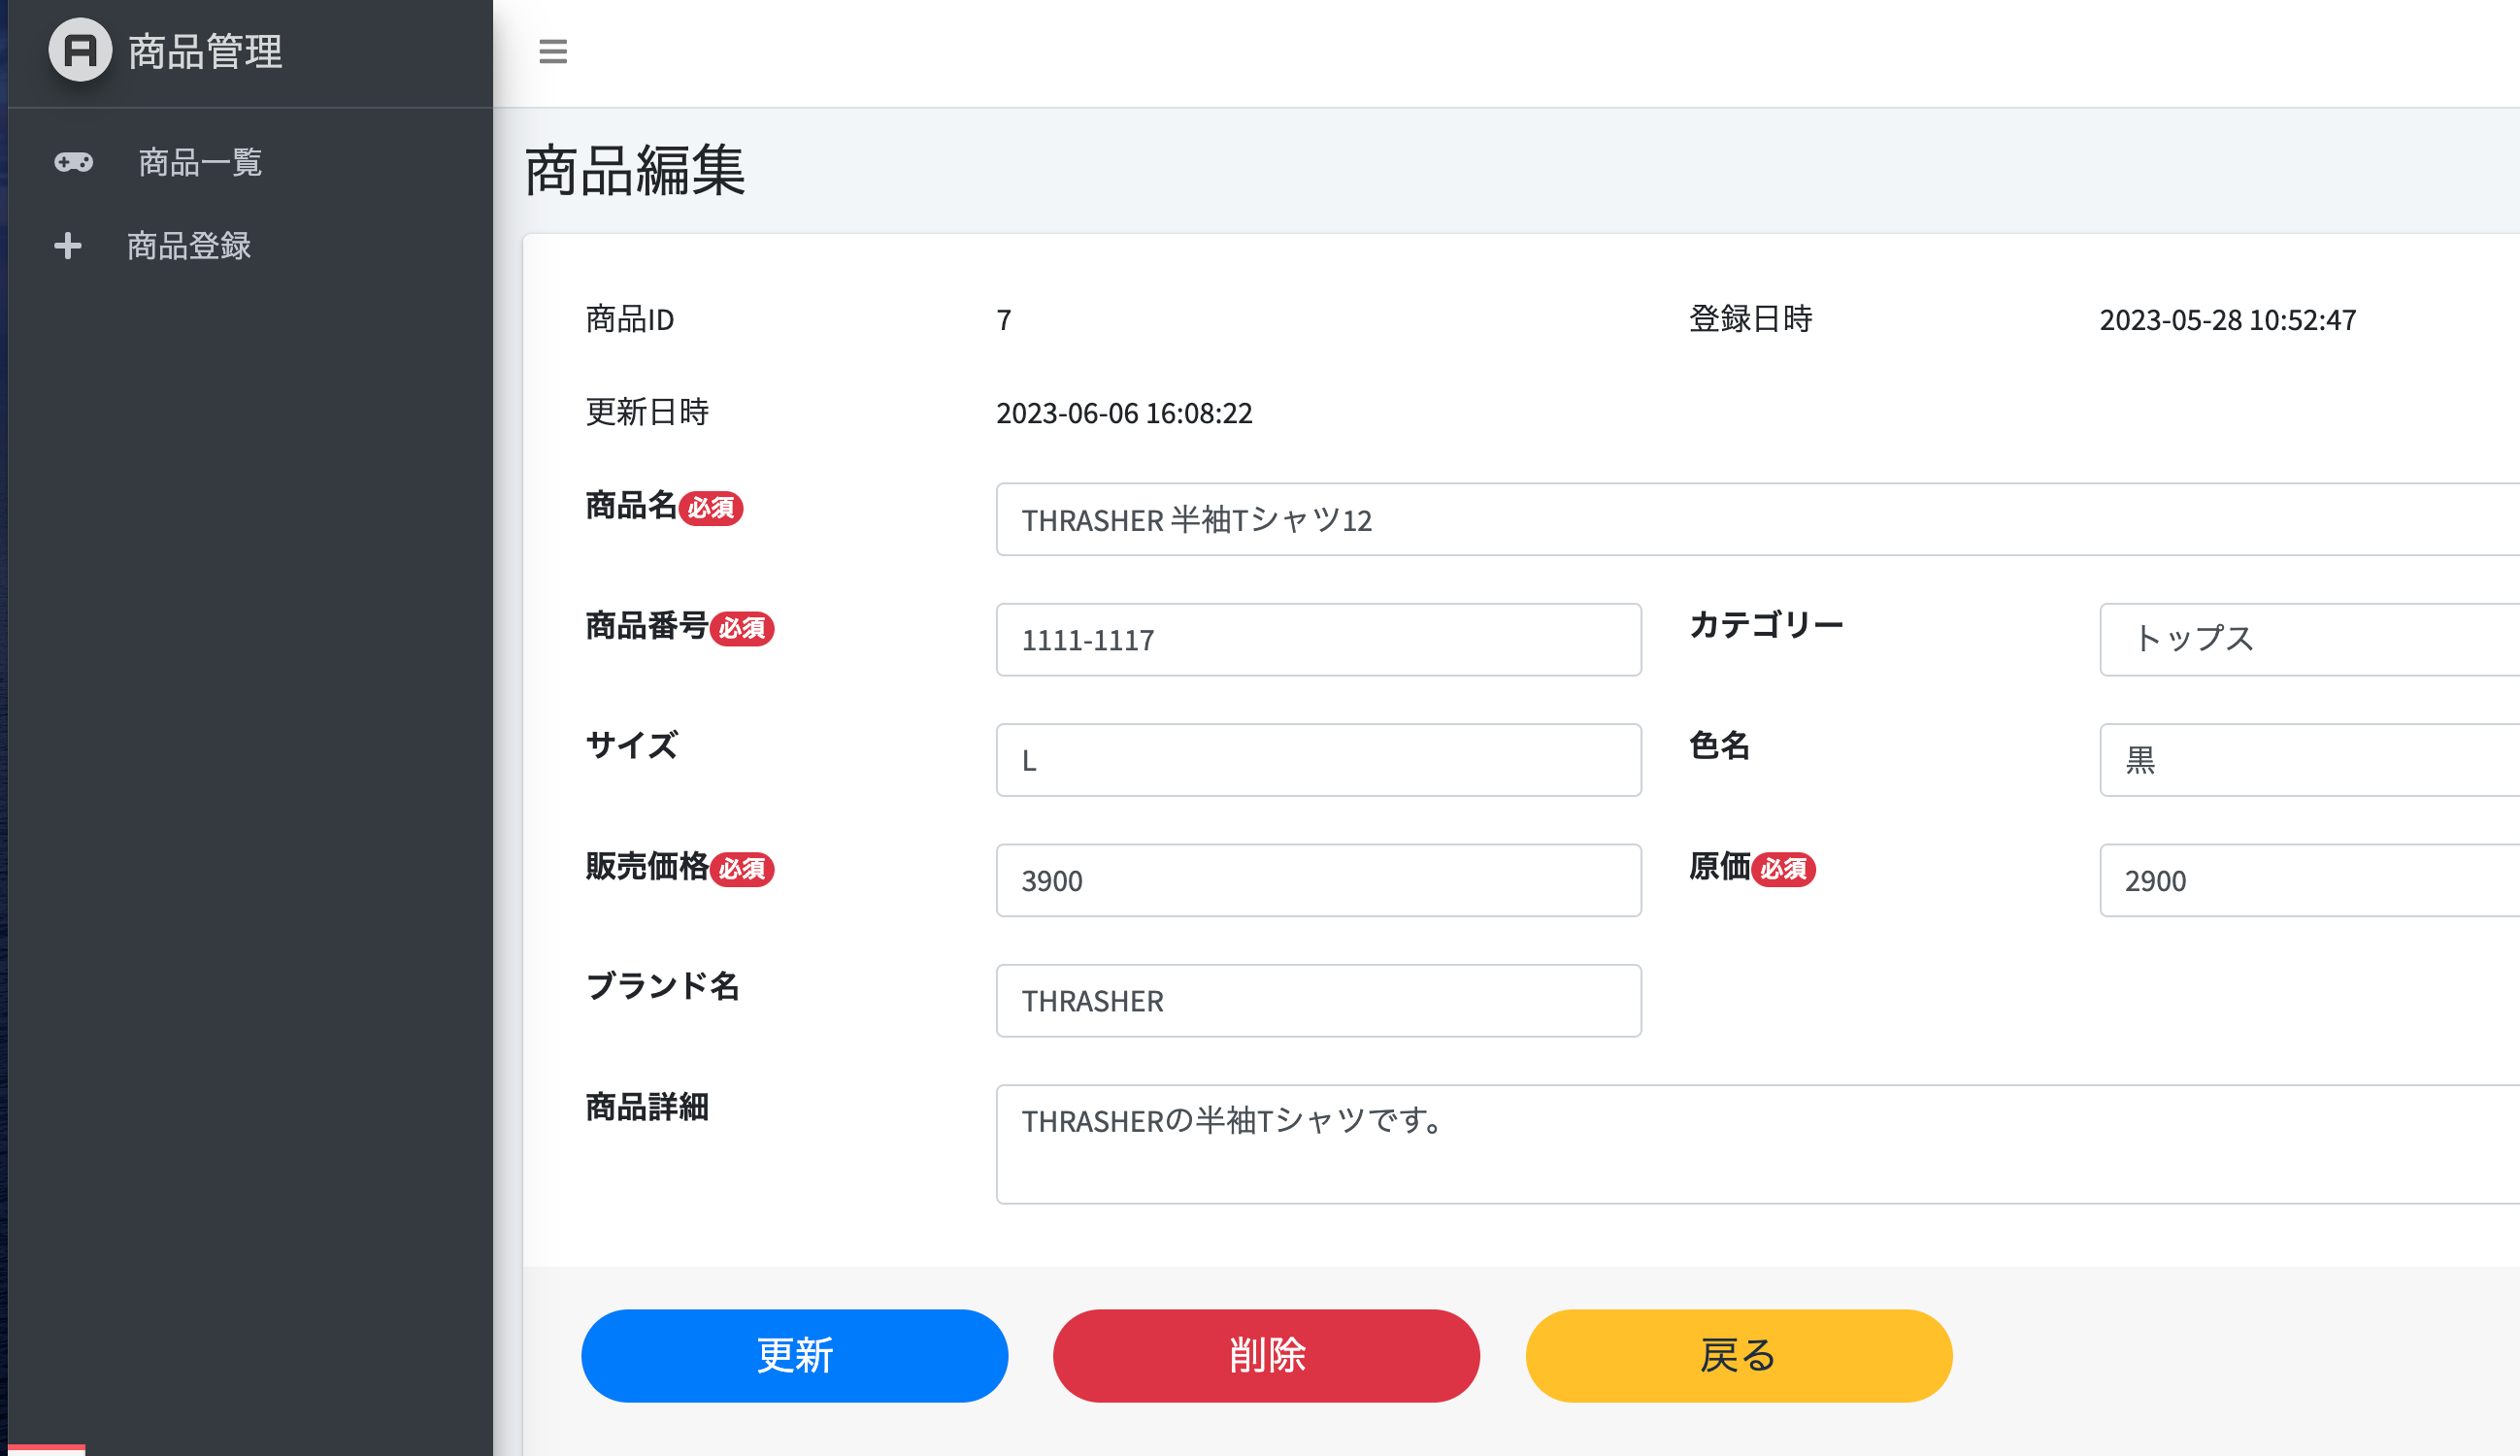 商品管理
商品一覧
商品登録
商品編集
商品ID 7 登録日時 2023-05-28 10:52:47
更新日時 2023-06-06 16:08:22
商品名 必須 THRASHER 半袖Tシャツ12
商品番号 必須 1111-1117 カテゴリー トップス
サイズ L 色名 黒
販売価格 必須 3900 原価 必須 2900
ブランド名 THRASHER
商品詳細 THRASHERの半袖Tシャツです。
更新 削除 戻る